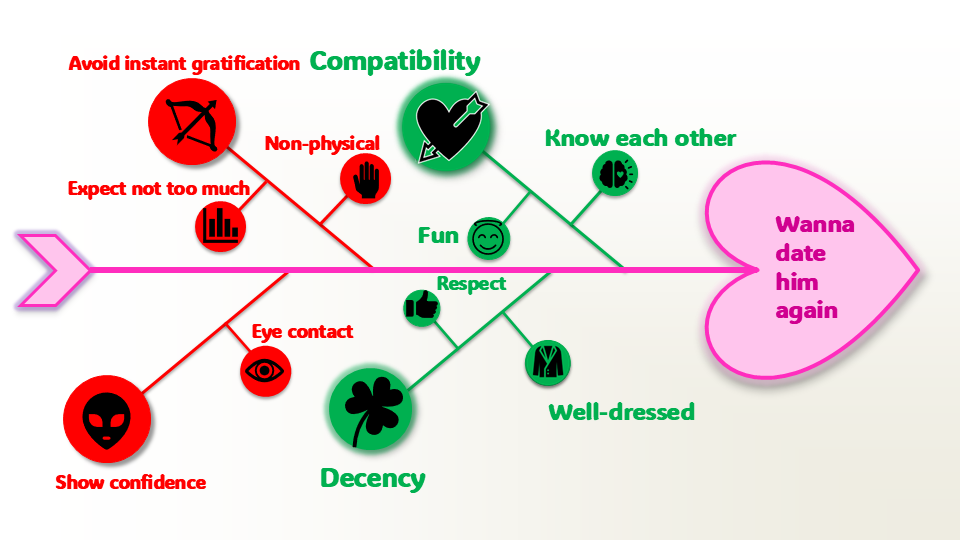 Avoid instant gratification
Compatibility
Non-physical
Know each other
Expect not too much
Fun
Wanna
date
him
again
Respect
Eye contact
Well-dressed
Show confidence
Decency